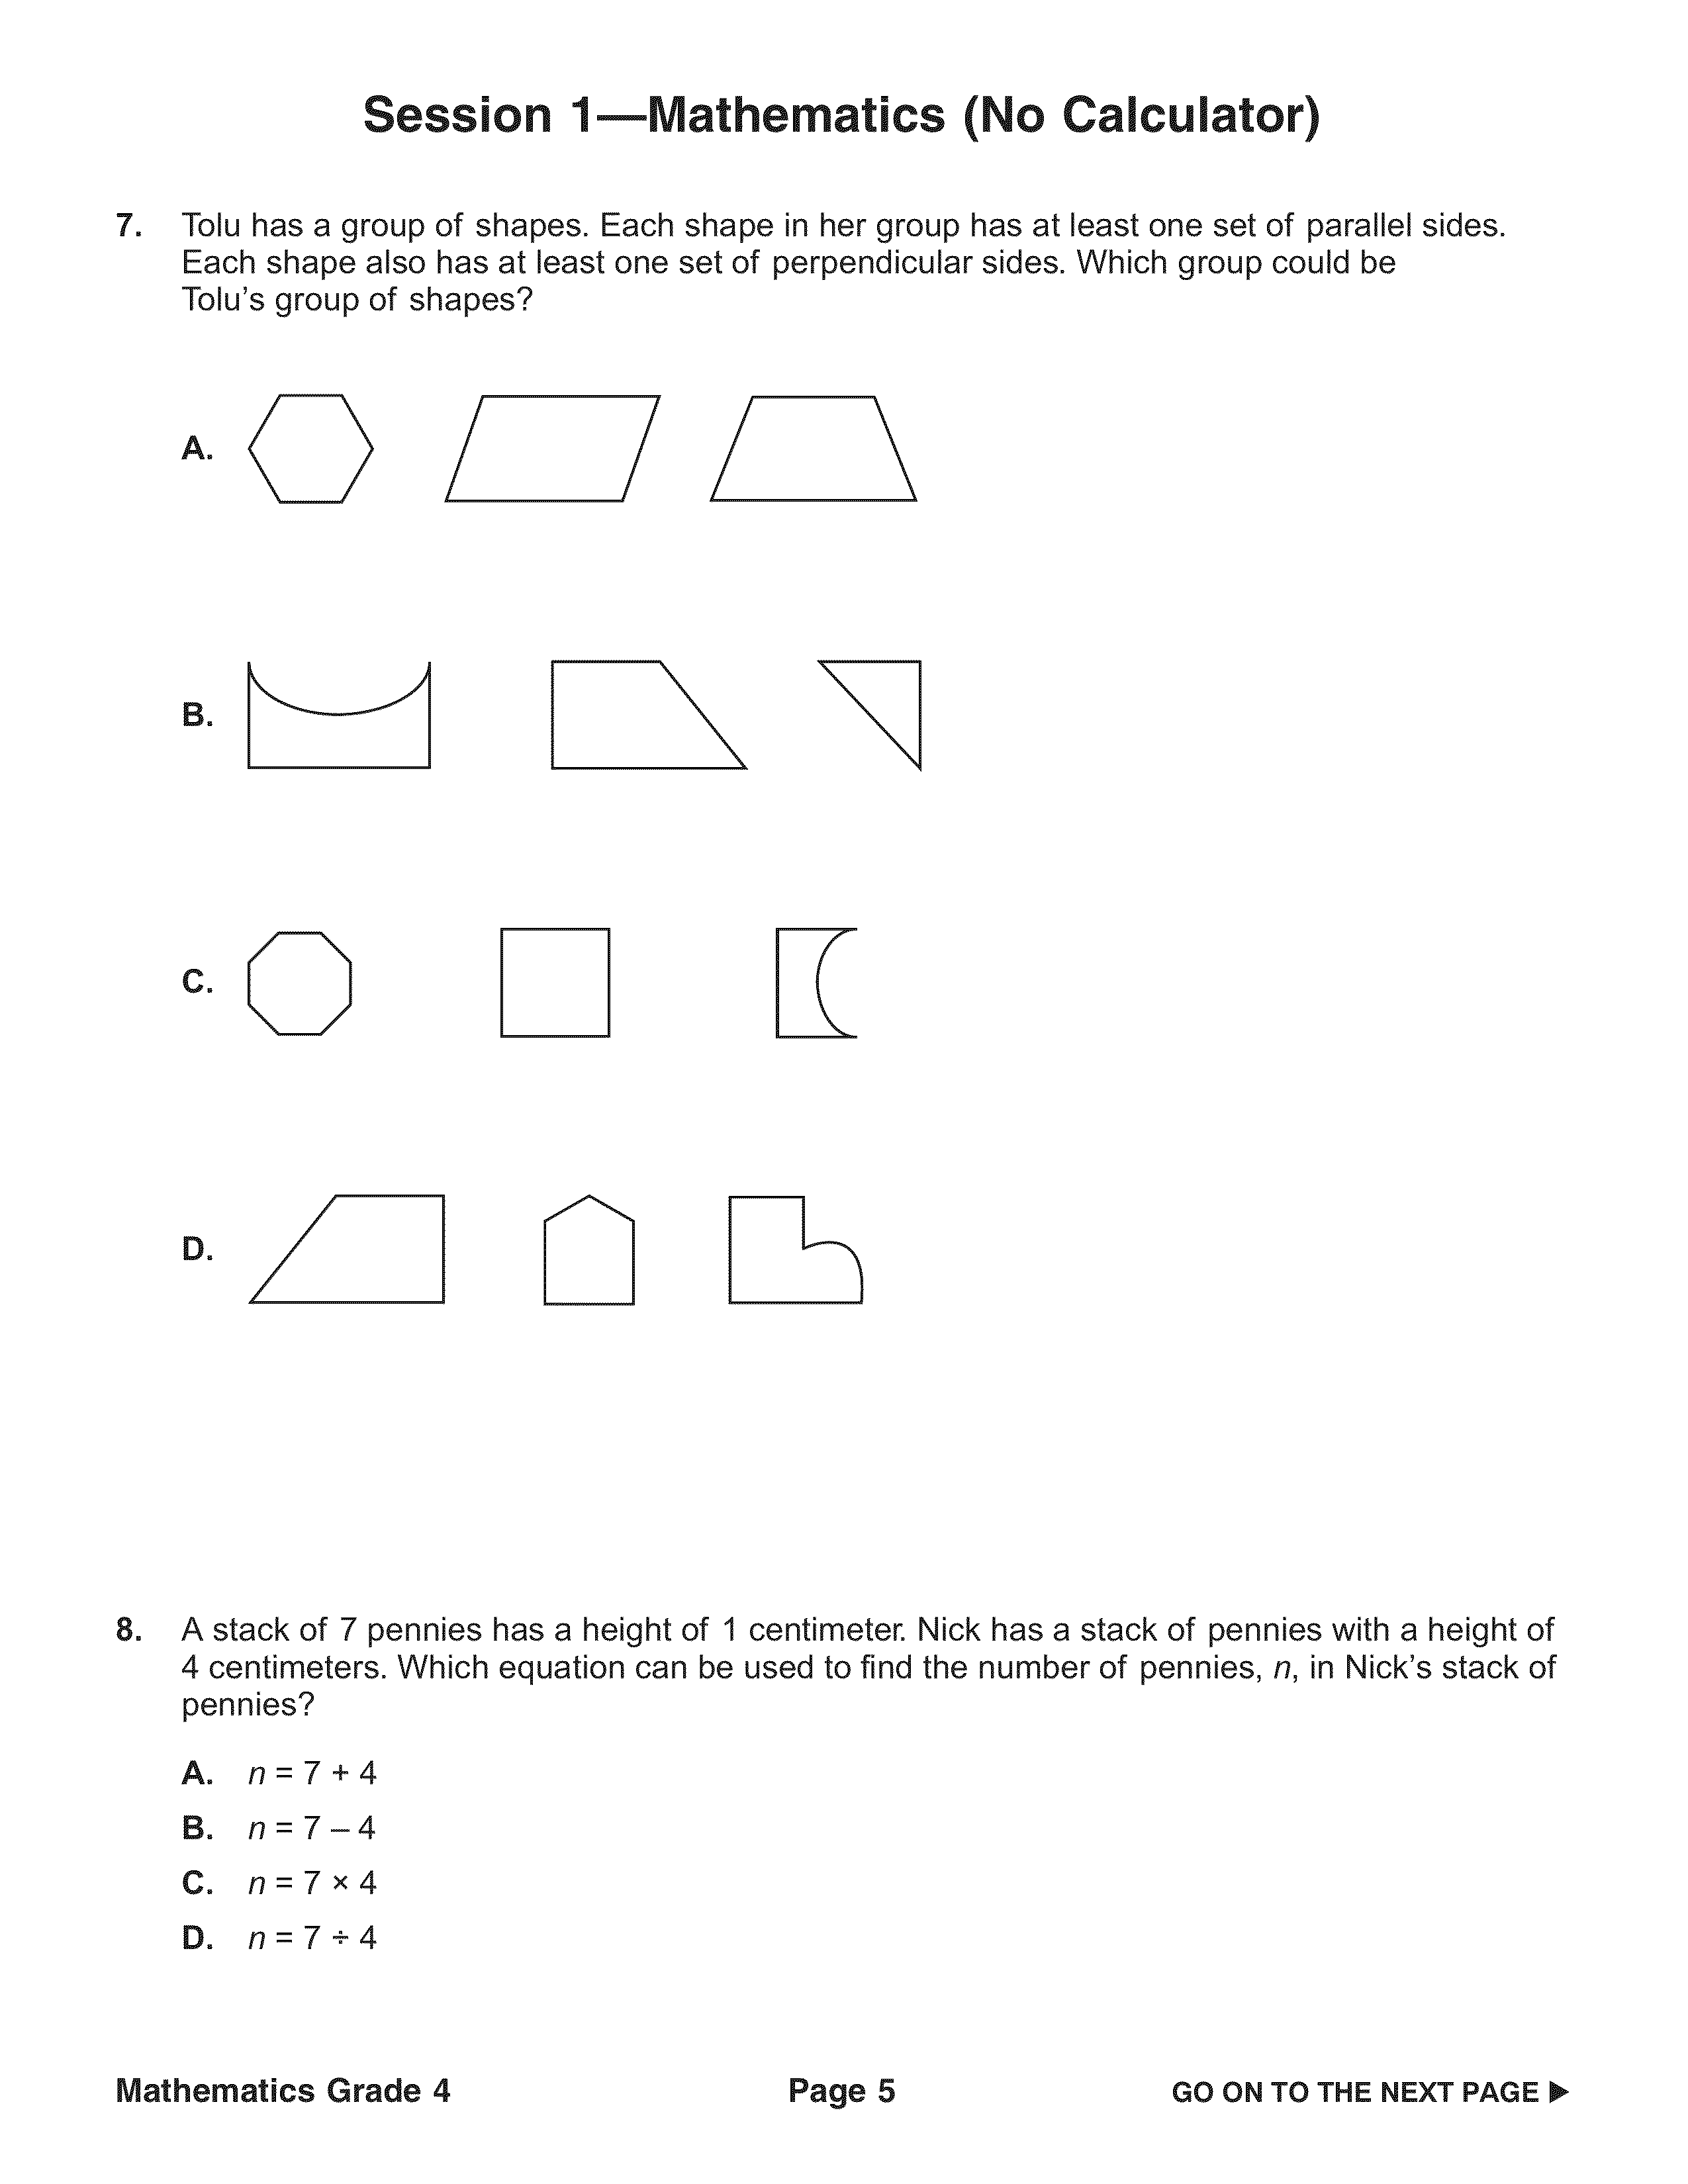 Session 1—Mathematics (No Calculator)
7. Tolu has a group of shapes. Each shape in her group has at least one set of parallel sides.
Each shape also has at least one set of perpendicular sides. Which group could be
Tolu’s group of shapes?
A.
B.
C.
D.
8. A stack of 7 pennies has a height of 1 centimeter. Nick has a stack of pennies with a height of
4 centimeters. Which equation can be used to find the number of pennies, n, in Nick’s stack of
pennies?
A. n = 7 + 4
B. n = 7 – 4
C. n = 7 × 4
D. n = 7 ÷ 4
Mathematics Grade 4 Page 5 GO ON TO THE NEXT PAGE ▶